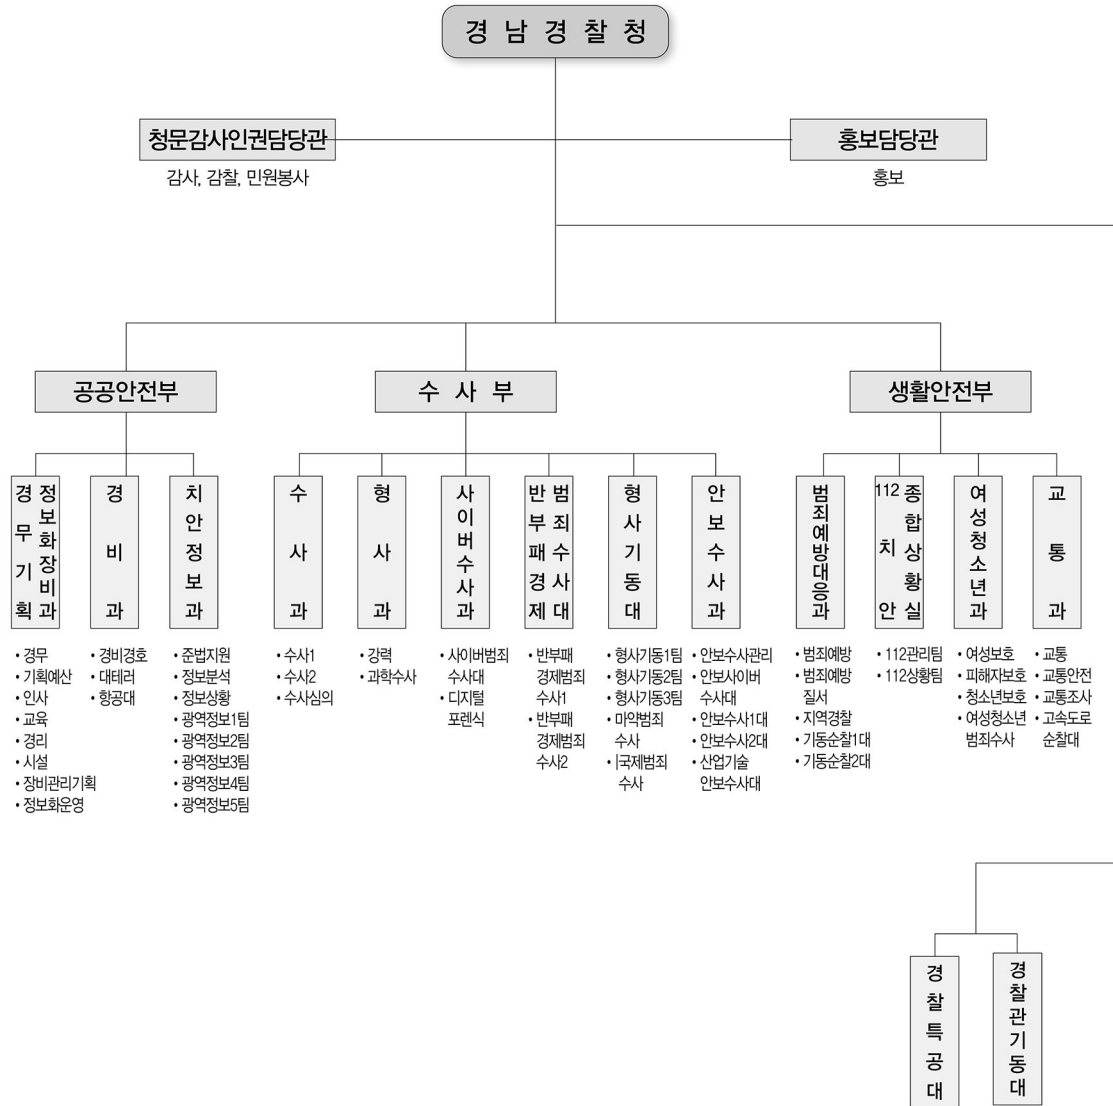 경 남 경 찰 청
청문감사인권담당관
감사, 감찰, 민원봉사
홍보담당관
홍보
공공안전부
수 사 부
생활안전부
경무기획
정보화장비과
경비과
치안정보과
수사과
형사과
사이버수사과
반부패경제
범죄수사대
형사기동대
안보수사과
범죄예방대응과
112치안
종합상황실
여성청소년과
교통과
• 경무
• 기획예산
• 인사
• 교육
• 경리
• 시설
• 장비관리기획
• 정보화운영
• 경비경호
• 대테러
• 항공대
• 준법지원
• 정보분석
• 정보상황
• 광역정보1팀
• 광역정보2팀
• 광역정보3팀
• 광역정보4팀
• 광역정보5팀
• 수사1
• 수사2
• 수사심의
• 강력
• 과학수사
• 사이버범죄
수사대
• 디지털
포렌식
• 반부패
경제범죄
수사1
• 반부패
경제범죄
수사2
• 형사기동1팀
• 형사기동2팀
• 형사기동3팀
• 마약범죄
수사
• |국제범죄
수사
• 안보수사관리
• 안보사이버
수사대
• 안보수사1대
• 안보수사2대
• 산업기술
안보수사대
• 범죄예방
• 범죄예방
질서
• 지역경찰
• 기동순찰1대
• 기동순찰2대
• 112관리팀
• 112상황팀
• 여성보호
• 피해자보호
• 청소년보호
• 여성청소년
범죄수사
• 교통
• 교통안전
• 교통조사
• 고속도로
순찰대
경찰특공대
경찰관기동대